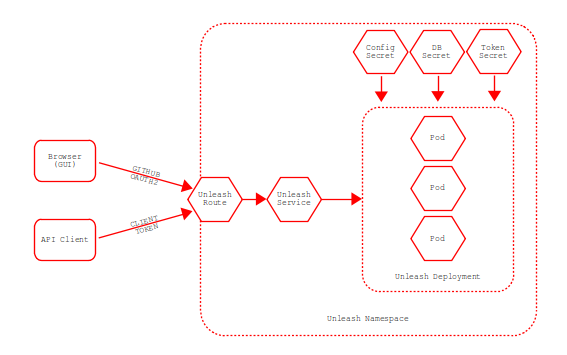 Config
Secret
DB
Secret
Token
Secret
Browser
(GUI)
GITHUB
OAUTH2
Unleash
Route
Unleash
Service
CLIENT
TOKEN
API Client
Pod
Pod
Pod
Unleash Deployment
Unleash Namespace